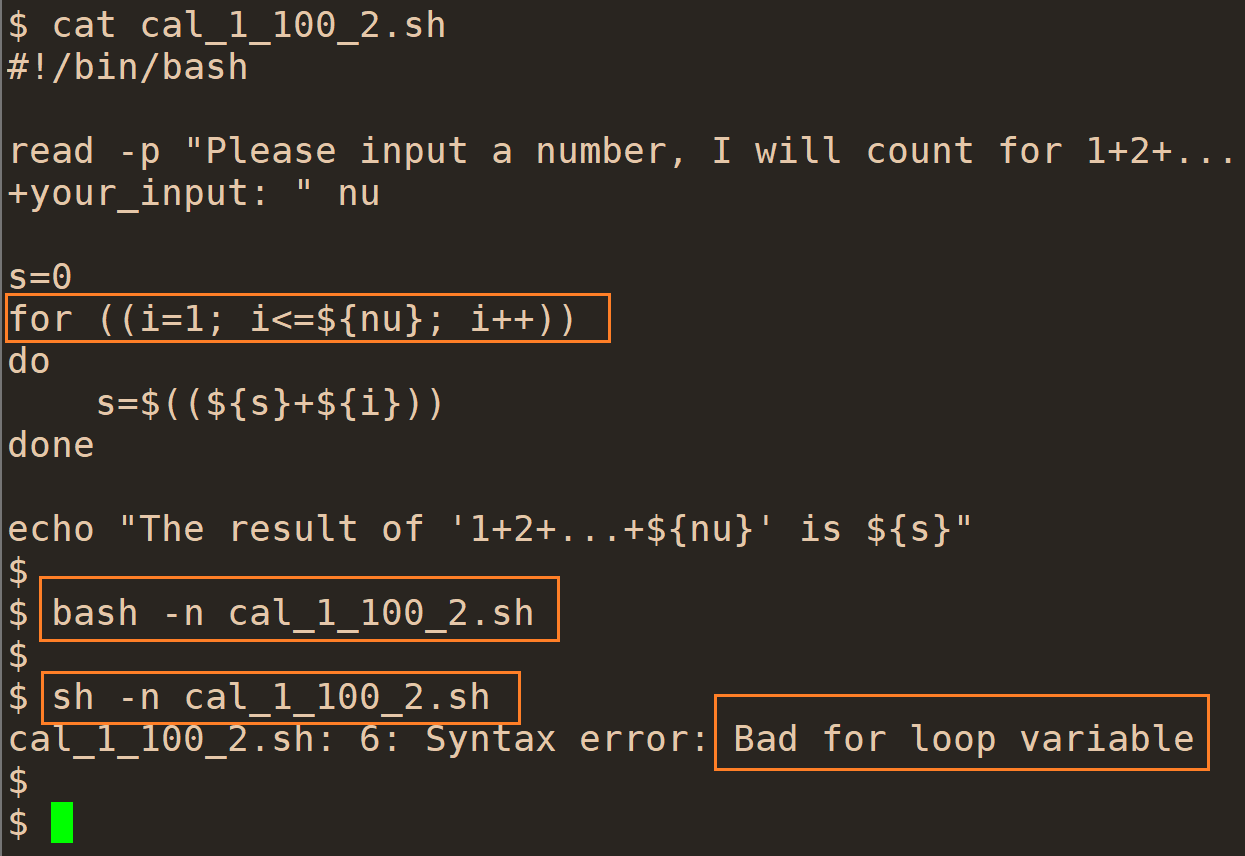 $ cat cal_1_100_2.sh
#!/bin/bash
read -p "Please input a number, I will count for 1+2+...
+your_input: " nu
s=0
for ((i=1; i<=${nu}; i++))
do
    s=$((${s}+${i}))
done
echo "The result of '1+2+...+${nu}' is ${s}"
$
$ bash -n cal_1_100_2.sh
$
$ sh -n cal_1_100_2.sh
cal_1_100_2.sh: 6: Syntax error: Bad for loop variable
$
$